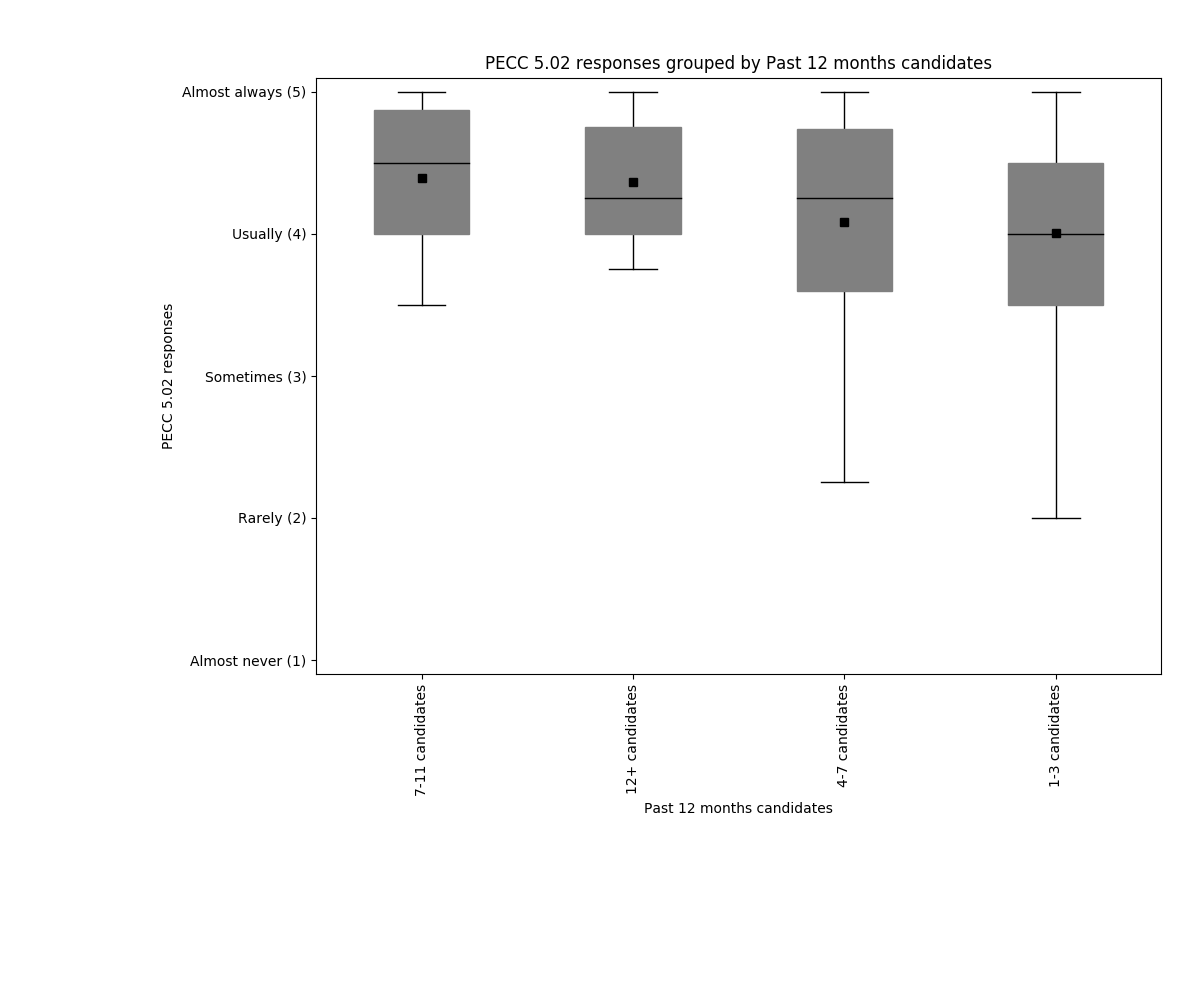 PECC 5.02 responses grouped by Past 12 months candidates
Almost always (5)
Usually (4)
Sometimes (3)
Rarely (2)
Almost never (1)
PECC 5.02 responses
7-11 candidates
12+ candidates
4-7 candidates
1-3 candidates
Past 12 months candidates